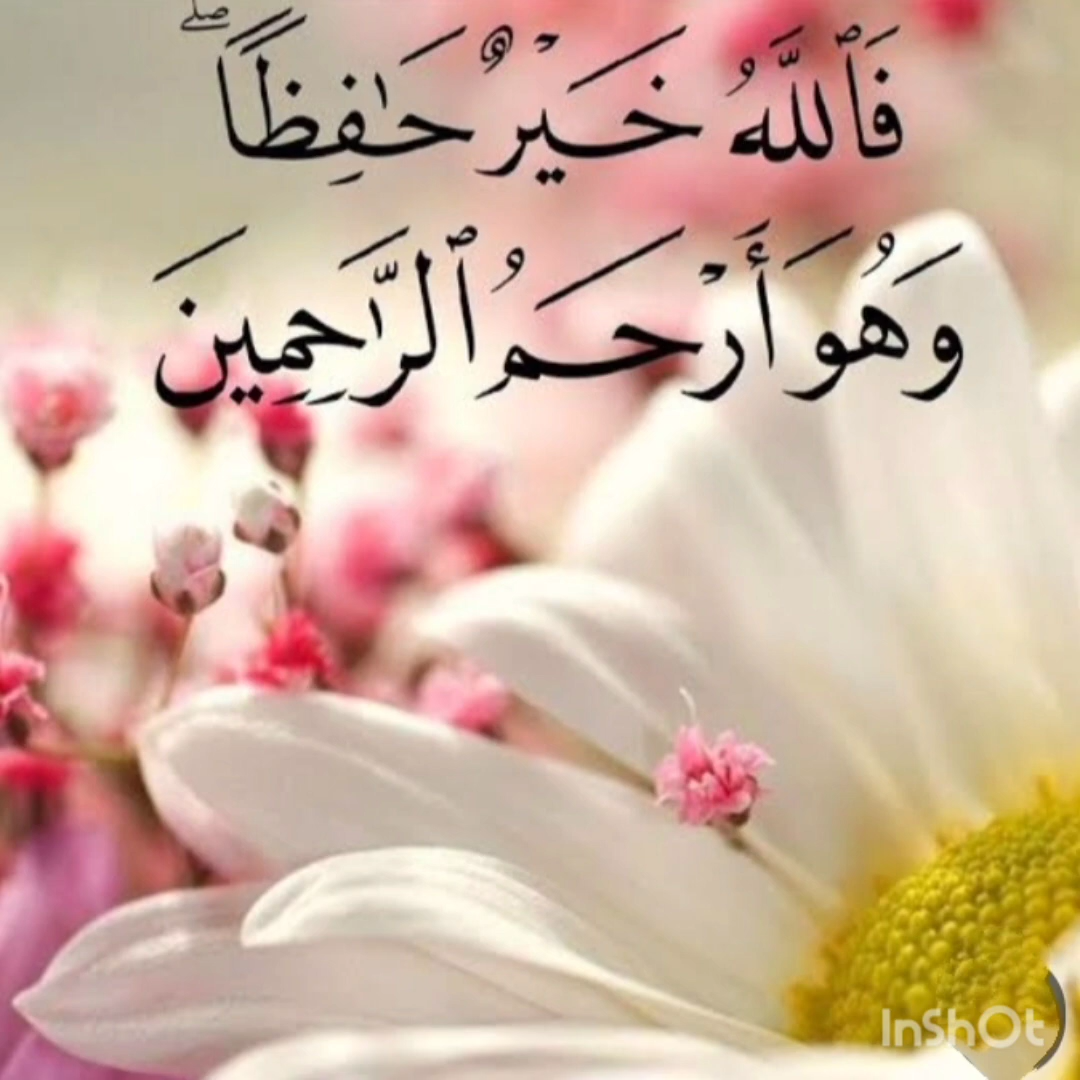 فَٱللَّهُ خَيْرٌ حَـٰفِظًا ۖ
وَهُوَ أَرْحَمُ ٱلرَّٰحِمِينَ
InShOt